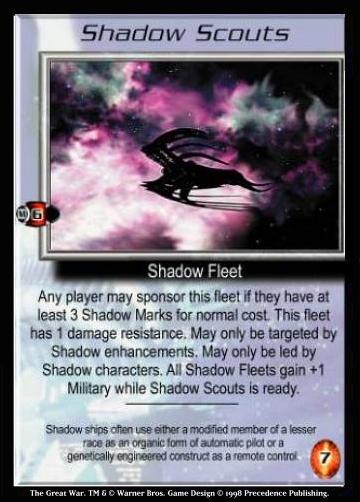 Shadow Scouts
M 6
Shadow Fleet
Any player may sponsor this fleet if they have at
least 3 Shadow Marks for normal cost. This fleet
has 1 damage resistance. May only be targeted by
Shadow enhancements. May only be led by
Shadow characters. All Shadow Fleets gain +1
Military while Shadow Scouts is ready.
Shadow ships often use either a modified member of a lesser
race as an organic form of automatic pilot or a
genetically engineered construct as a remote control.
7
The Great War. TM & © Warner Bros. Game Design © 1998 Precedence Publishing.